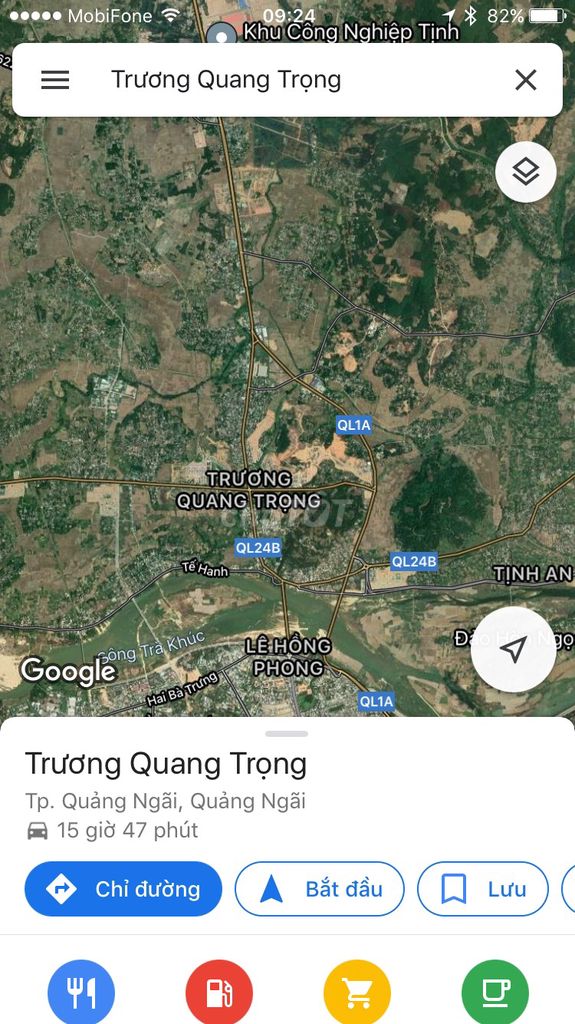 MobiFone
09:24
82%
Khu Công Nghiệp Tịnh
Trương Quang Trọng
QL1A
TRƯƠNG
QUANG TRỌNG
QL24B
QL24B
Tế Hanh
TỊNH AN
LÊ HỒNG
PHONG
Sông Trà Khúc
Google
Hai Bà Trưng
QL1A
Trương Quang Trọng
Tp. Quảng Ngãi, Quảng Ngãi
15 giờ 47 phút
Chỉ đường
Bắt đầu
Lưu